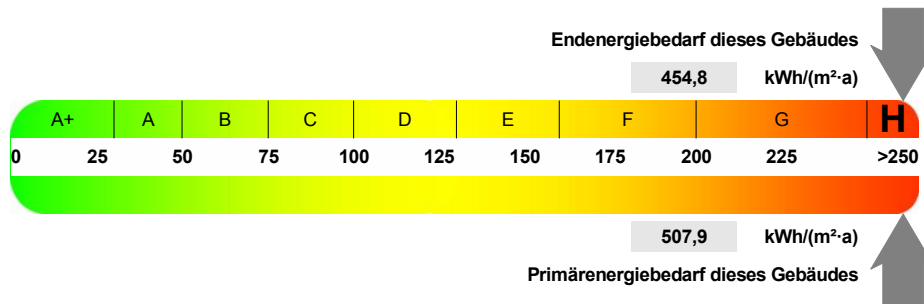 Endenergiebedarf dieses Gebäudes
454,8 kWh/(m²·a)
A+ A B C D E F G H
0 25 50 75 100 125 150 175 200 225 >250
507,9 kWh/(m²·a)
Primärenergiebedarf dieses Gebäudes